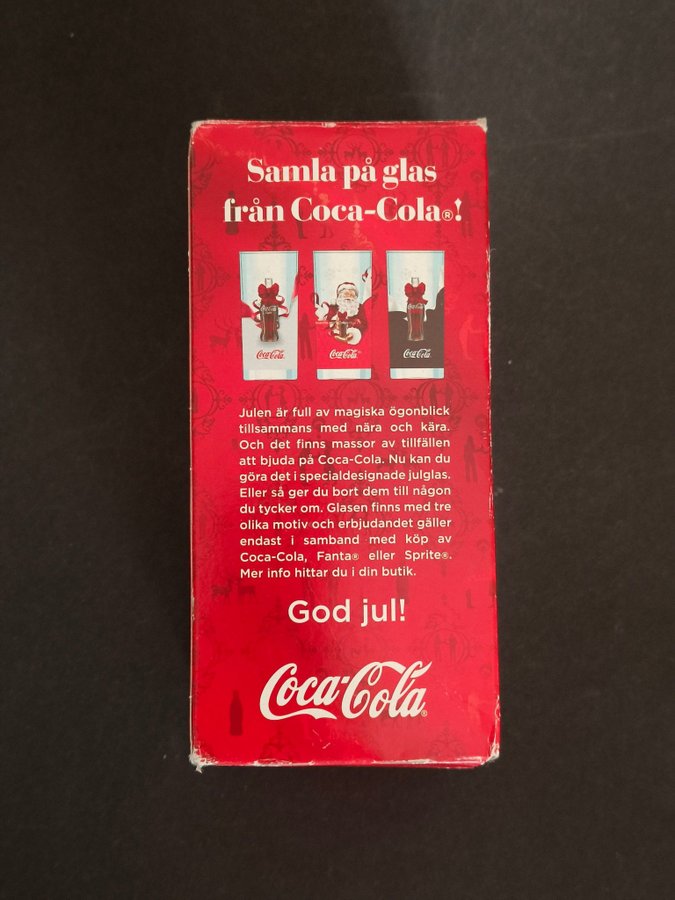 Samla på glas
från Coca-Cola®!
Coca-Cola
Coca-Cola
Coca-Cola
Julen är full av magiska ögonblick
tillsammans med nära och kära.
Och det finns massor av tillfällen
att bjuda på Coca-Cola. Nu kan du
göra det i specialdesignade julglas.
Eller så ger du bort dem till någon
du tycker om. Glasen finns med tre
olika motiv och erbjudandet gäller
endast i samband med köp av
Coca-Cola, Fanta® eller Sprite®.
Mer info hittar du i din butik.
God jul!
Coca-Cola®